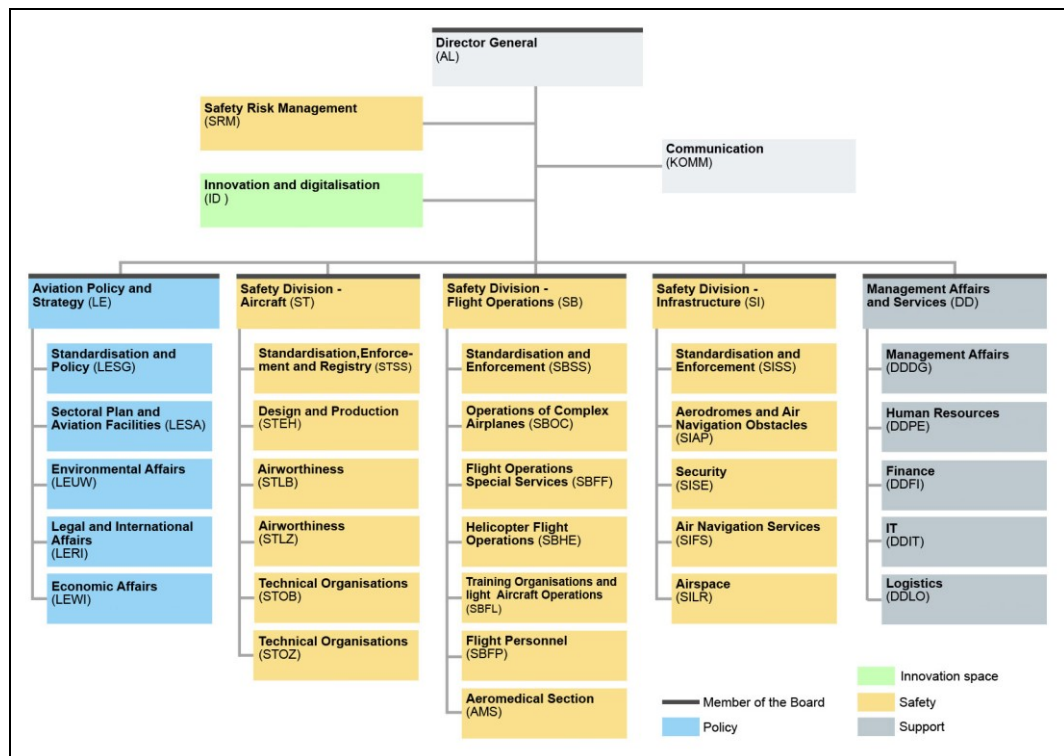 Director General
(AL)
Safety Risk Management
(SRM)
Communication
(KOMM)
Innovation and digitalisation
(ID )
Aviation Policy and
Strategy (LE)
Standardisation and
Policy (LESG)
Sectoral Plan and
Aviation Facilities (LESA)
Environmental Affairs
(LEUW)
Legal and International
Affairs
(LERI)
Economic Affairs
(LEWI)
Safety Division -
Aircraft (ST)
Standardisation,Enforce-
ment and Registry (STSS)
Design and Production
(STEH)
Airworthiness
(STLB)
Airworthiness
(STLZ)
Technical Organisations
(STOB)
Technical Organisations
(STOZ)
Safety Division -
Flight Operations (SB)
Standardisation and
Enforcement (SBSS)
Operations of Complex
Airplanes (SBOC)
Flight Operations
Special Services (SBFF)
Helicopter Flight
Operations (SBHE)
Training Organisations and
light Aircraft Operations
(SBFL)
Flight Personnel
(SBFP)
Aeromedical Section
(AMS)
Safety Division -
Infrastructure (SI)
Standardisation and
Enforcement (SISS)
Aerodromes and Air
Navigation Obstacles
(SIAP)
Security
(SISE)
Air Navigation Services
(SIFS)
Airspace
(SILR)
Management Affairs
and Services (DD)
Management Affairs
(DDDG)
Human Resources
(DDPE)
Finance
(DDFI)
IT
(DDIT)
Logistics
(DDLO)
Member of the Board
Policy
Innovation space
Safety
Support